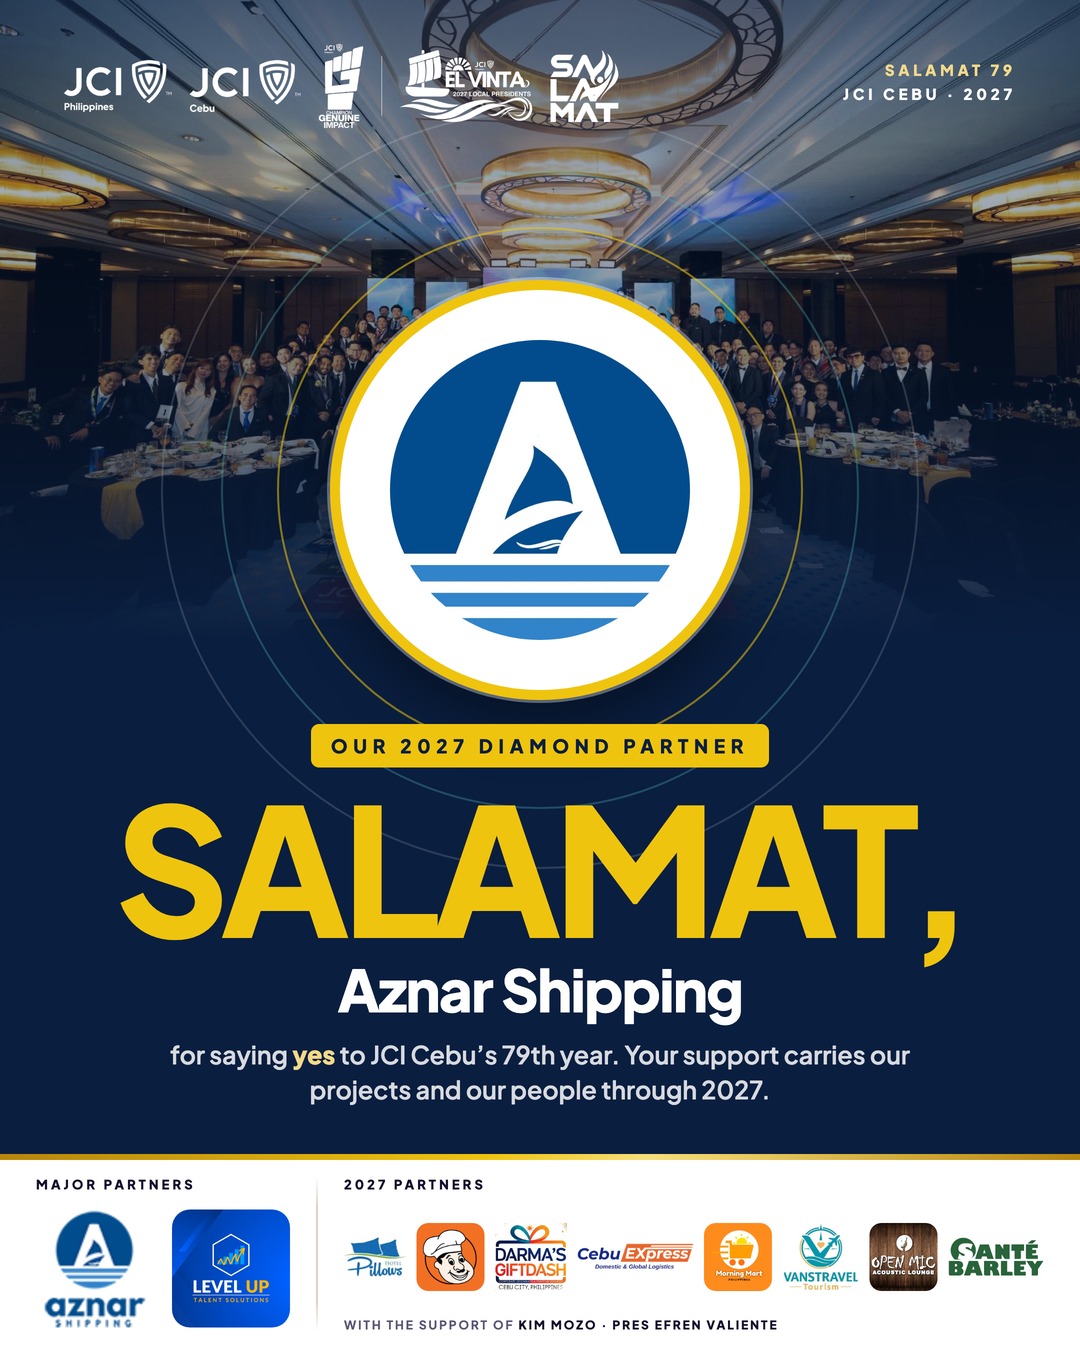 JCI
Philippines
JCI
Cebu
JCI
CHAMPION
GENUINE
IMPACT
JCI
EL VINTA
2027 LOCAL PRESIDENTS
SALAMAT
SALAMAT 79
JCI CEBU · 2027
OUR 2027 DIAMOND PARTNER
SALAMAT,
Aznar Shipping
for saying yes to JCI Cebu’s 79th year. Your support carries our
projects and our people through 2027.
MAJOR PARTNERS
aznar
SHIPPING
LEVEL UP
TALENT SOLUTIONS
2027 PARTNERS
HOTEL
Pillows
DARMA'S
GIFTDASH
CEBU CITY, PHILIPPINES
Cebu EXpress
Domestic & Global Logistics
Morning Mart
PHILIPPINES
VANSTRAVEL
Tourism
OPEN MIC
ACOUSTIC LOUNGE
SANTÉ
BARLEY
WITH THE SUPPORT OF KIM MOZO · PRES EFREN VALIENTE